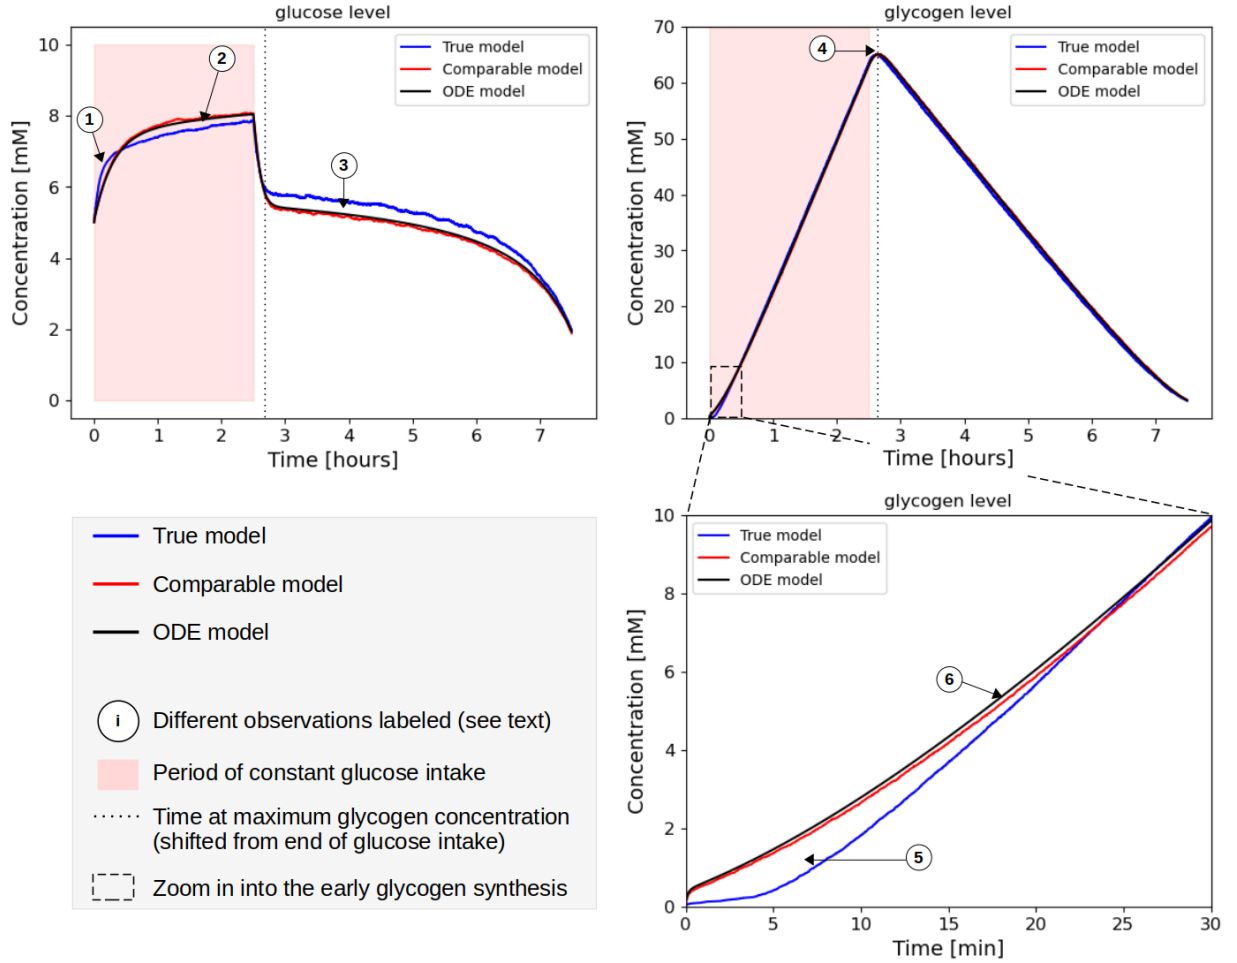 glucose level
10
8
6
4
2
0
Concentration [mM]
0 1 2 3 4 5 6 7
Time [hours]
True model
Comparable model
ODE model
1
2
3
glycogen level
70
60
50
40
30
20
10
0
Concentration [mM]
0 1 2 3 4 5 6 7
Time [hours]
True model
Comparable model
ODE model
4
True model
Comparable model
ODE model
i Different observations labeled (see text)
Period of constant glucose intake
Time at maximum glycogen concentration
(shifted from end of glucose intake)
Zoom in into the early glycogen synthesis
glycogen level
10
8
6
4
2
0
Concentration [mM]
0 5 10 15 20 25 30
Time [min]
True model
Comparable model
ODE model
6
5